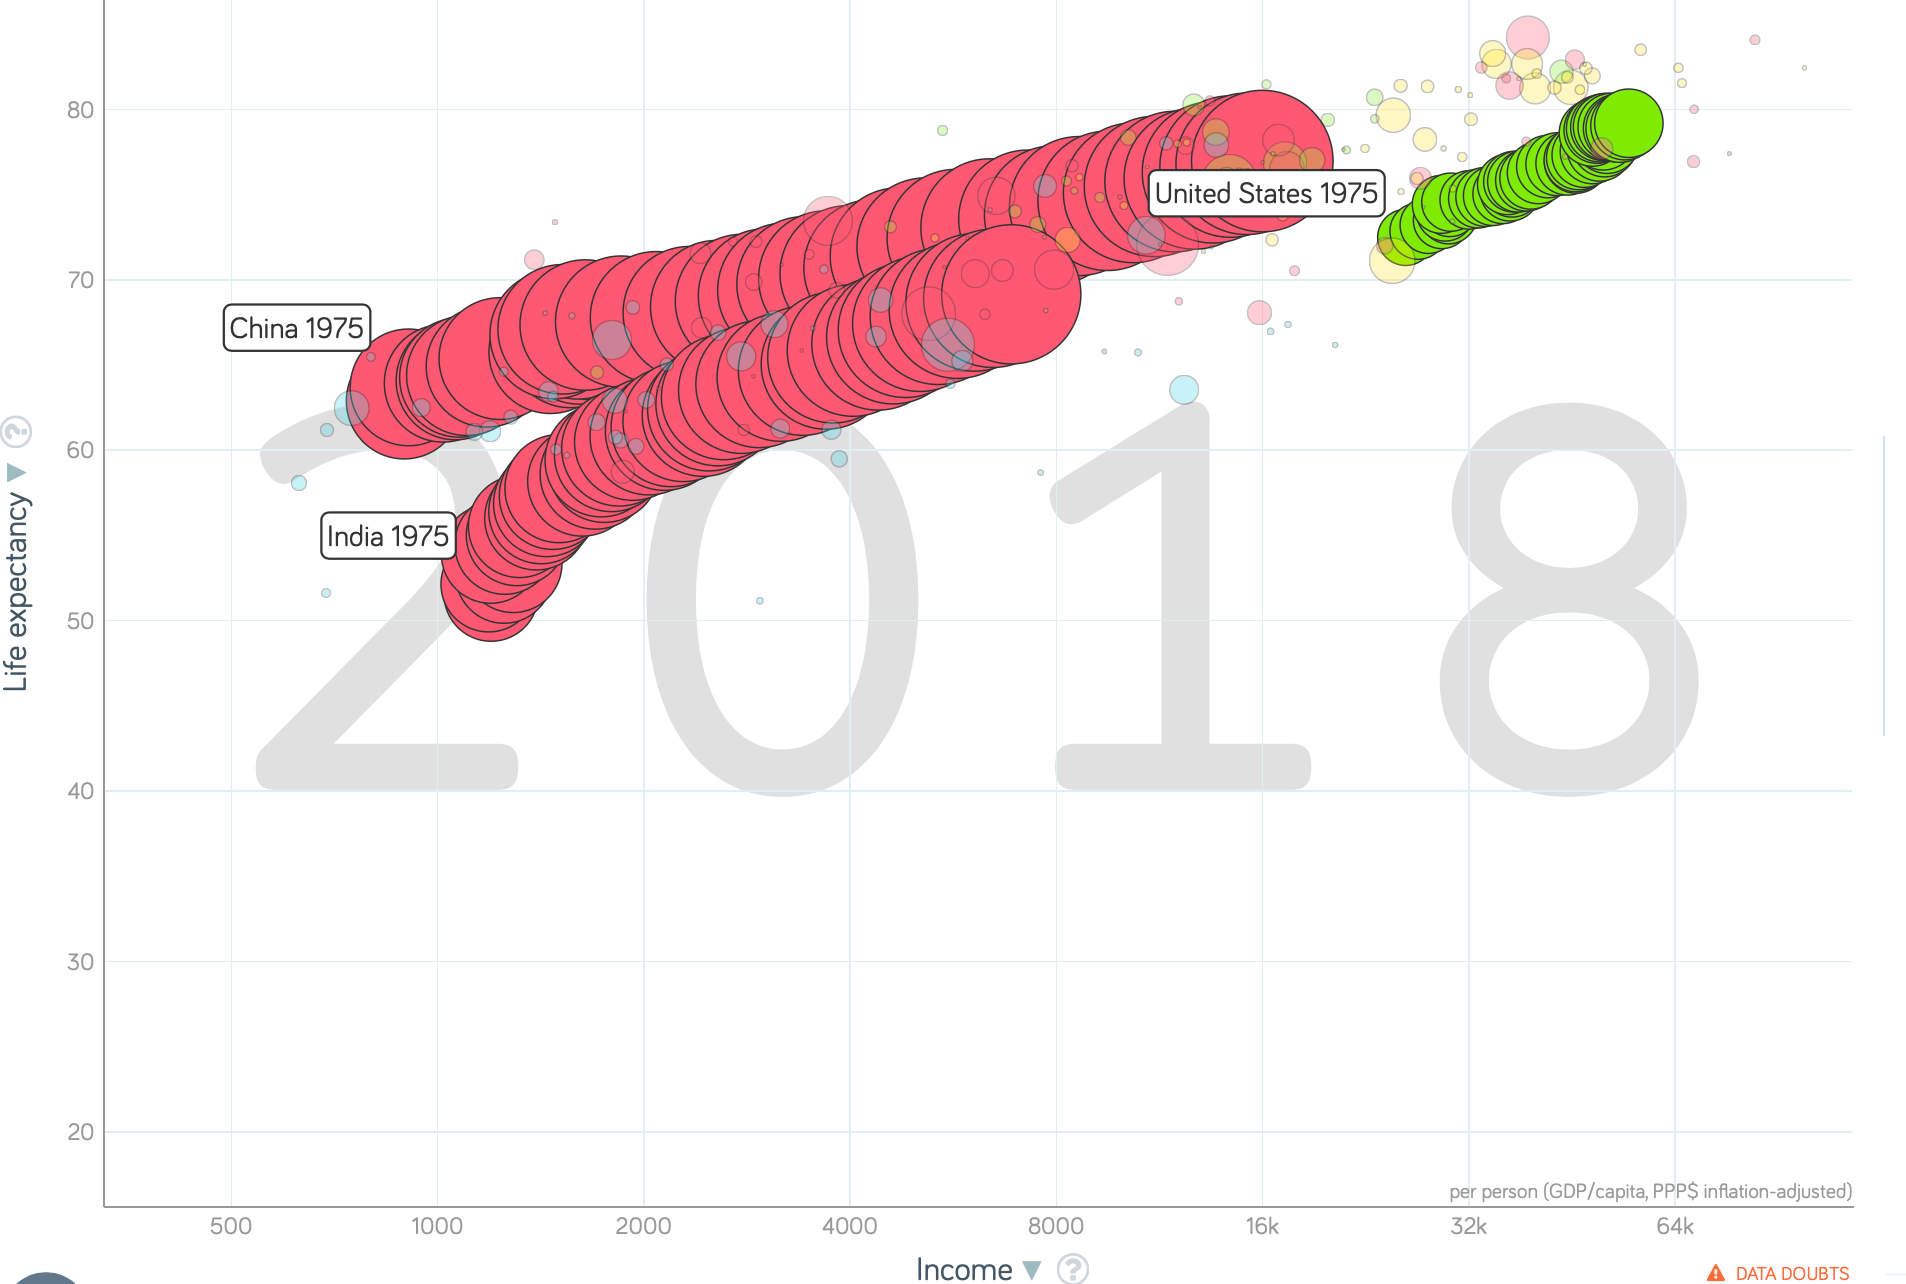 80
70
60
50
40
30
20
Life expectancy ▼ ?
2018
China 1975
India 1975
United States 1975
per person (GDP/capita, PPP$ inflation-adjusted)
500 1000 2000 4000 8000 16k 32k 64k
Income ▼ ?
DATA DOUBTS